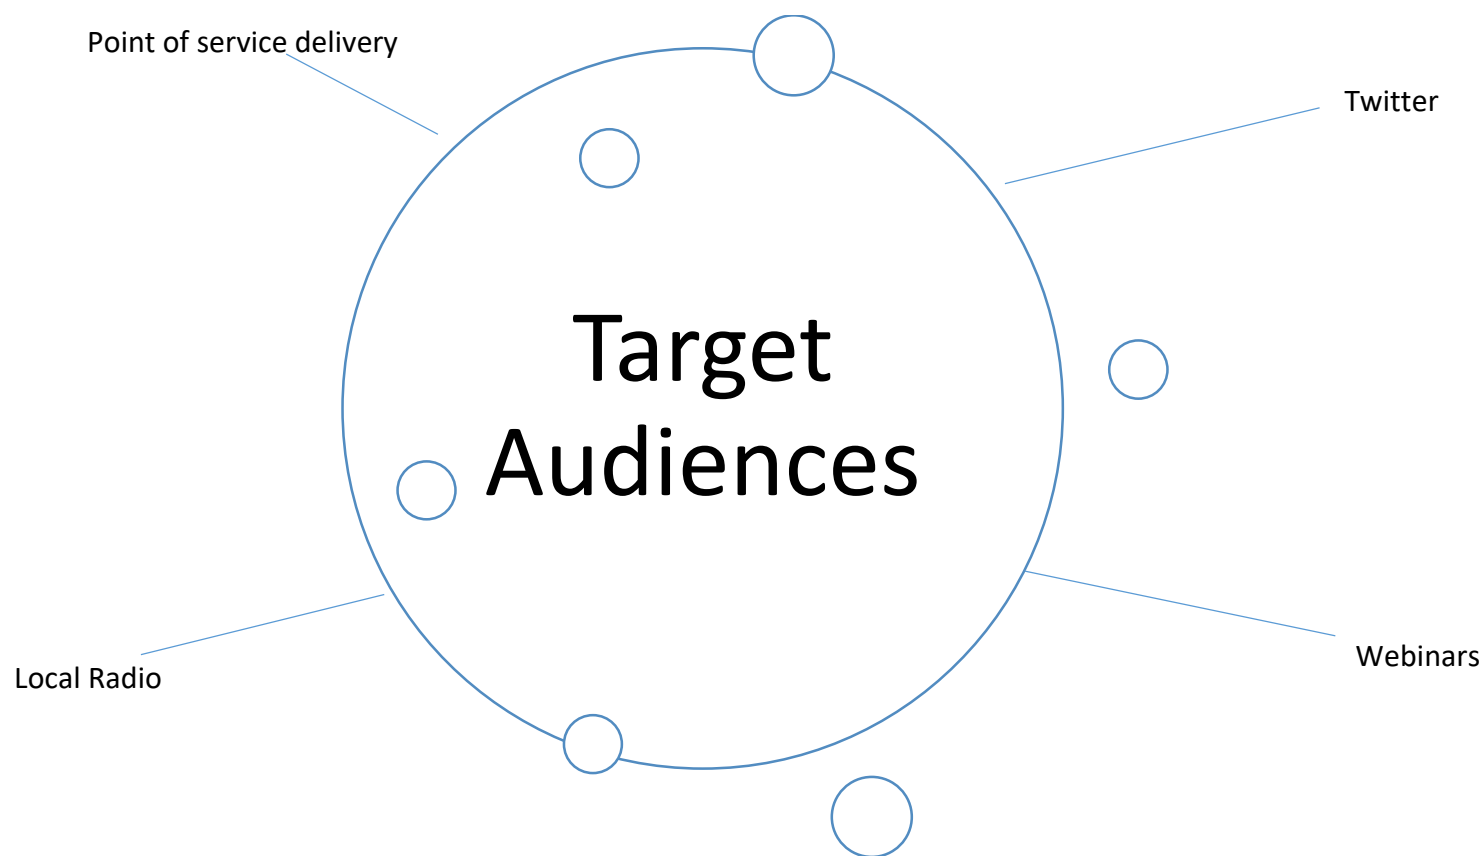 Point of service delivery
Twitter
Target
Audiences
Webinars
Local Radio